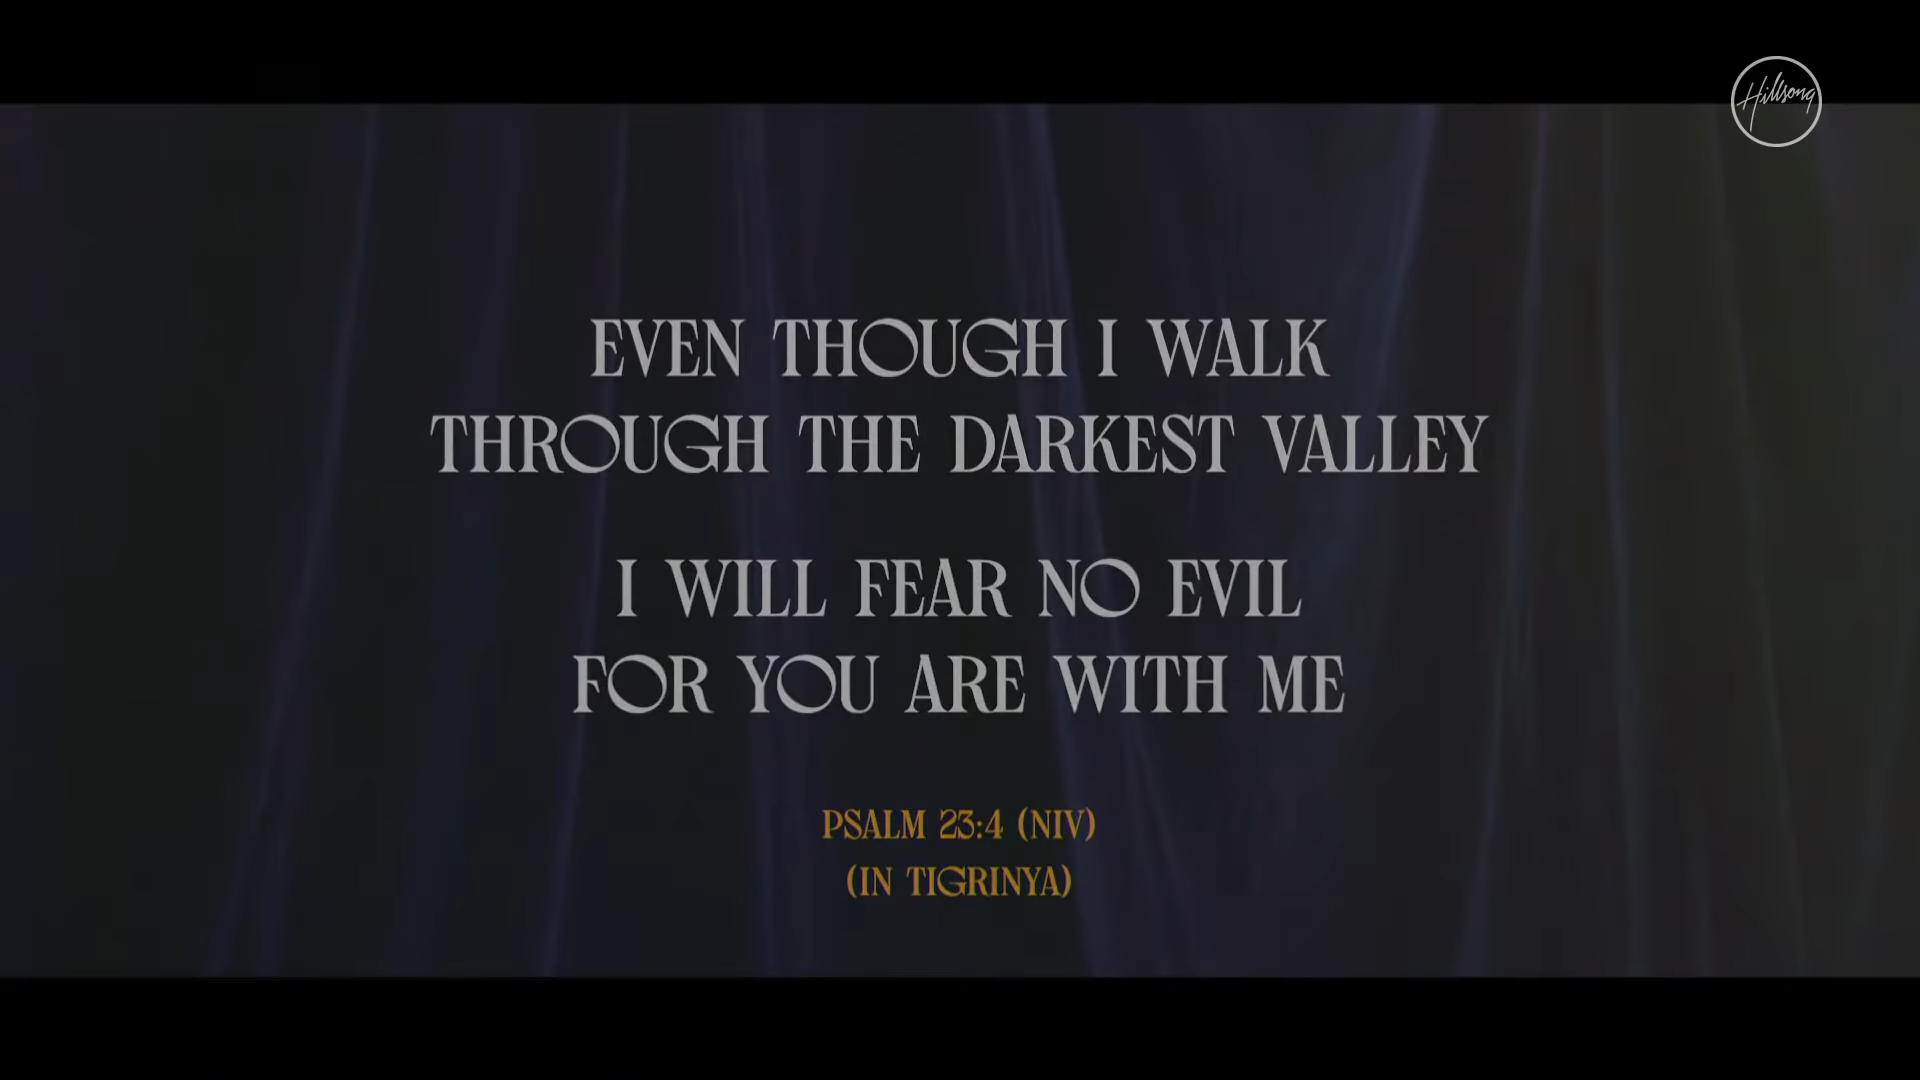 Hillsong
EVEN THOUGH I WALK
THROUGH THE DARKEST VALLEY
I WILL FEAR NO EVIL
FOR YOU ARE WITH ME
PSALM 23:4 (NIV)
(IN TIGRINYA)